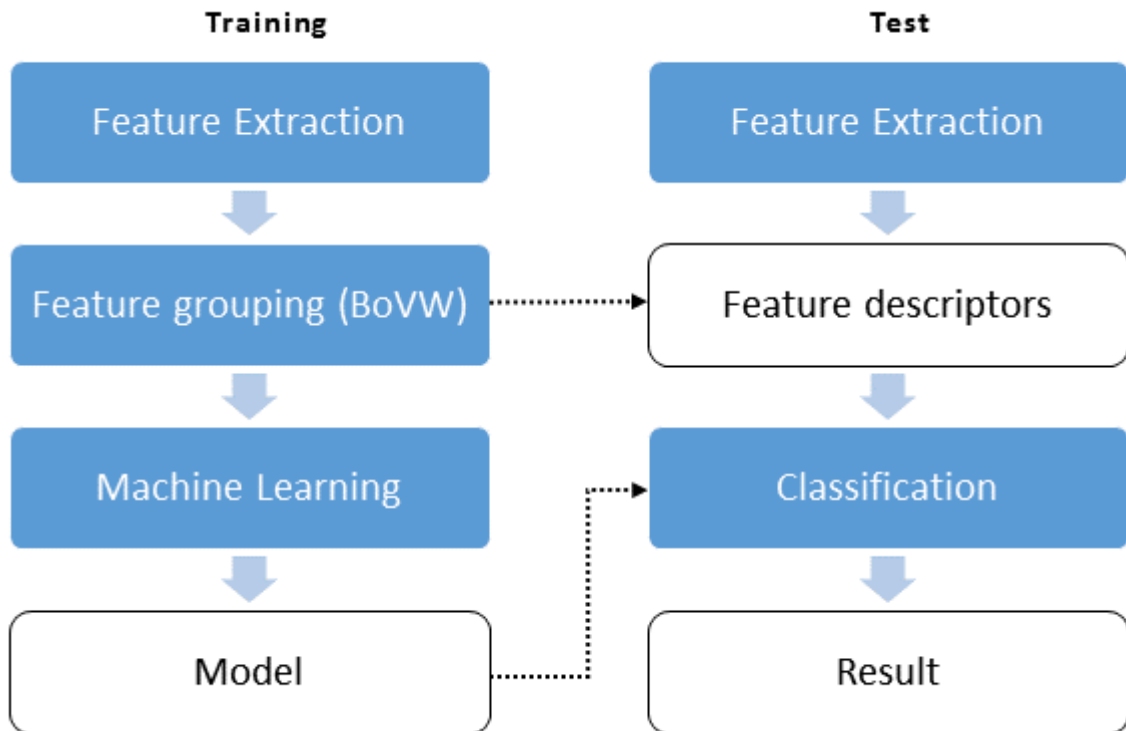 Training
Feature Extraction
Feature grouping (BoVW)
Machine Learning
Model
Test
Feature Extraction
Feature descriptors
Classification
Result